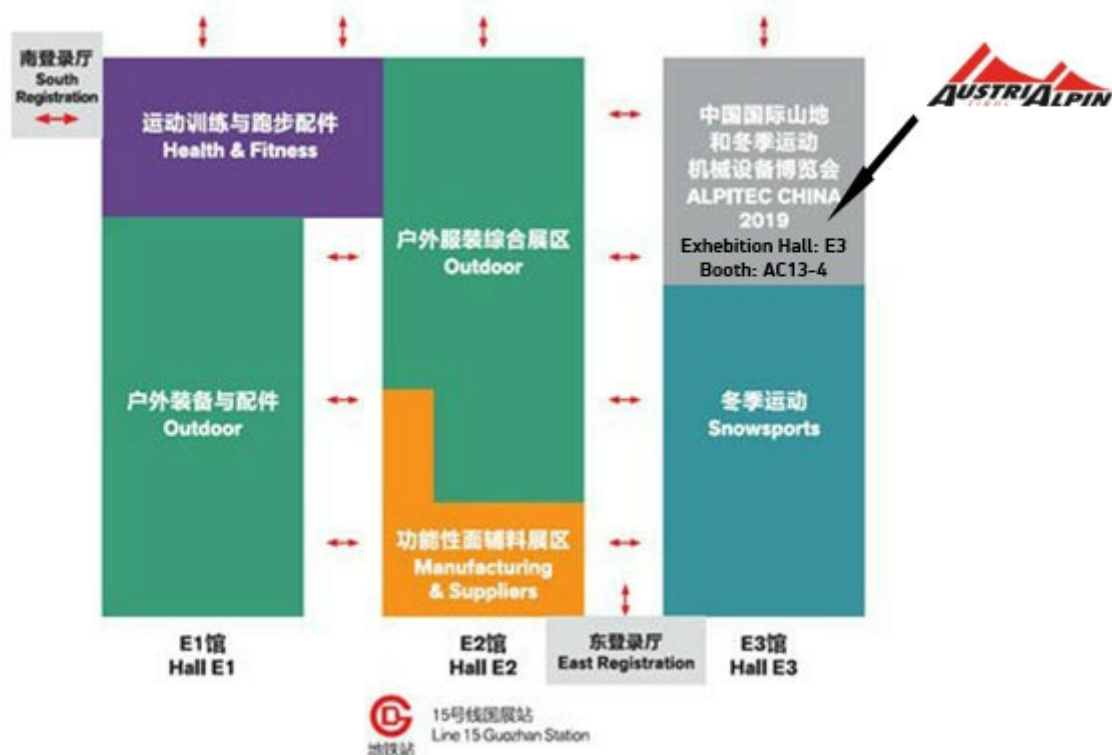 南登录厅
South
Registration
运动训练与跑步配件
Health & Fitness
户外装备与配件
Outdoor
户外服装综合展区
Outdoor
功能性面辅料展区
Manufacturing
& Suppliers
中国国际山地
和冬季运动
机械设备博览会
ALPITEC CHINA
2019
Exhebition Hall: E3
Booth: AC13-4
冬季运动
Snowsports
AUSTRIALPIN
TIROL
E1馆
Hall E1
E2馆
Hall E2
东登录厅
East Registration
E3馆
Hall E3
地铁站
15号线国展站
Line 15 Guozhan Station